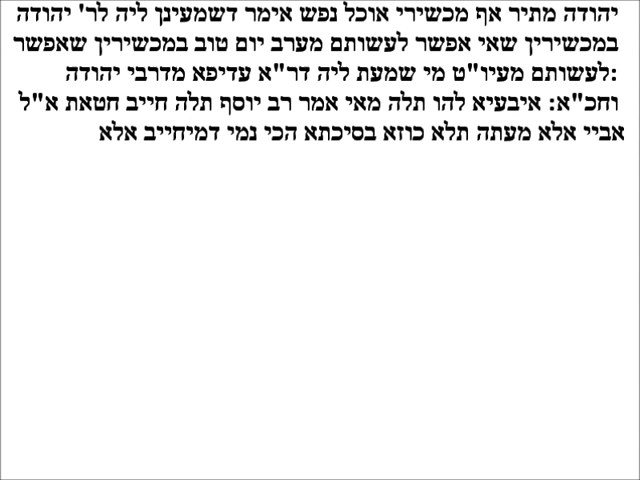 יהודה מתיר אף מכשירי אוכל נפש אימר דשמעינן ליה לר' יהודה
במכשירין שאי אפשר לעשותם מערב יום טוב במכשירין שאפשר
לעשותם מעיו"ט מי שמעת ליה דר"א עדיפא מדרבי יהודה:
וחכ"א: איבעיא להו תלה מאי אמר רב יוסף תלה חייב חטאת א"ל
אביי אלא מעתה תלא כוזא בסיכתא הכי נמי דמיחייב אלא